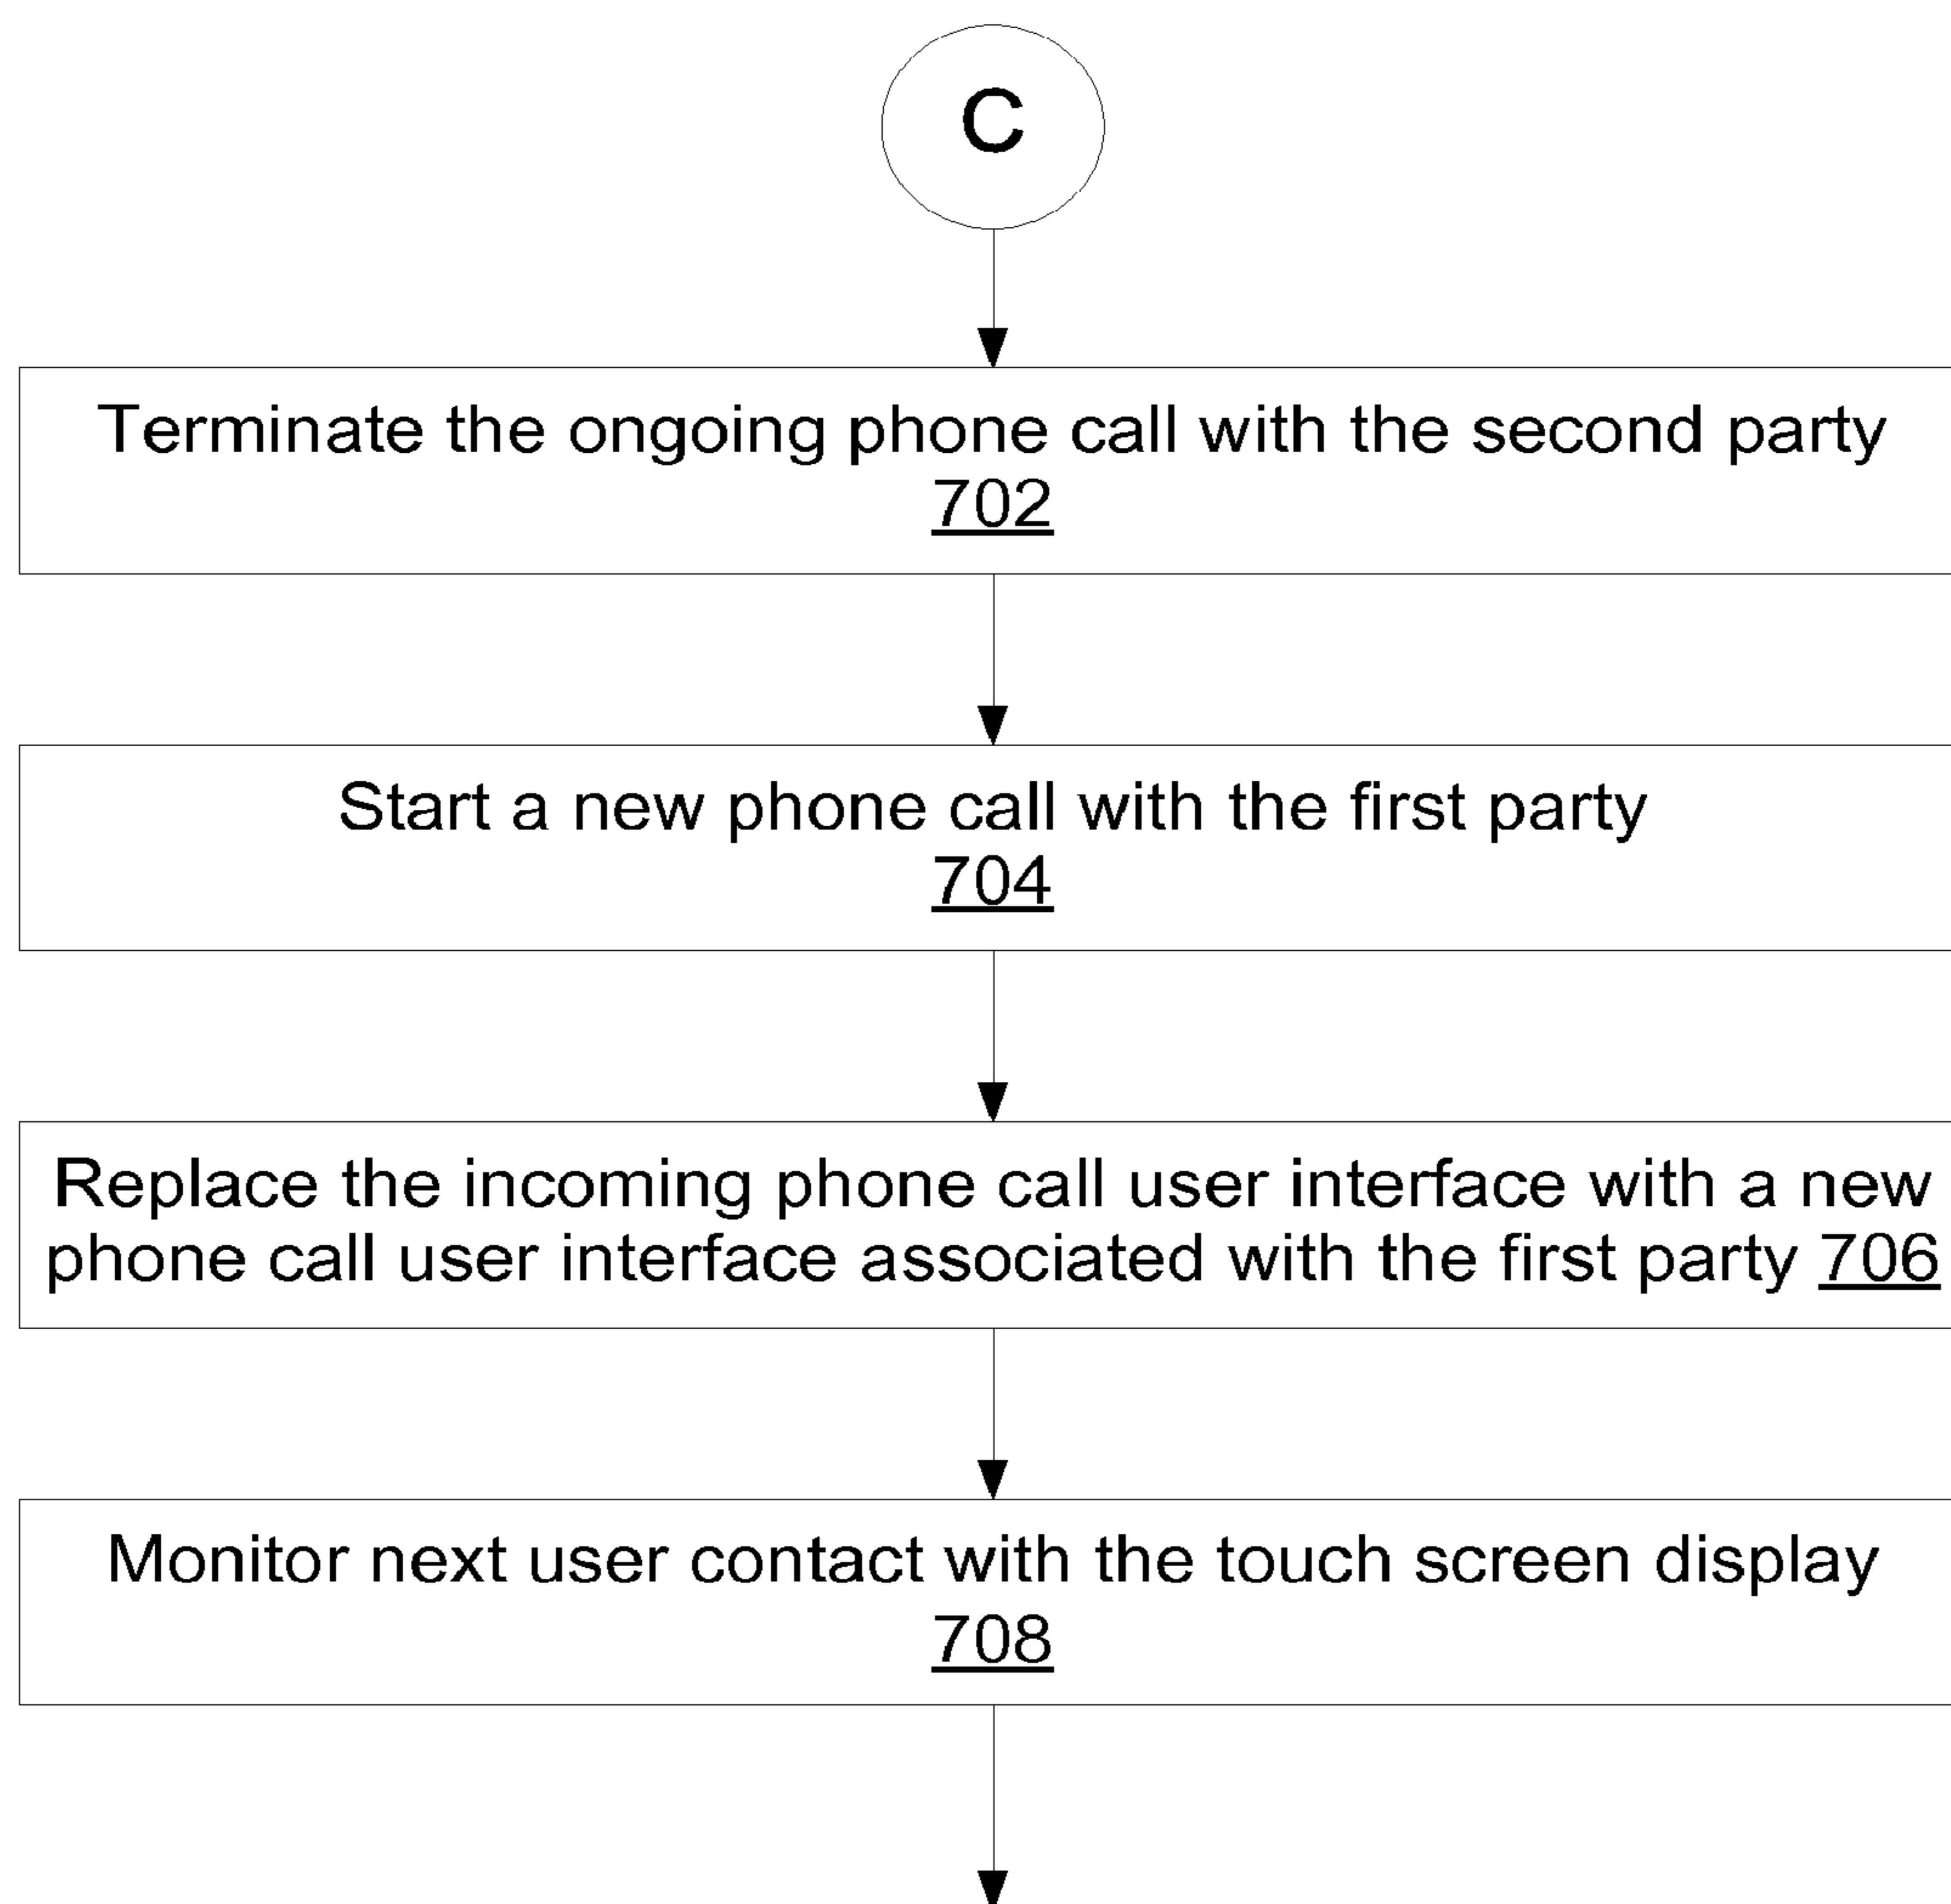 C
Terminate the ongoing phone call with the second party
702
Start a new phone call with the first party
704
Replace the incoming phone call user interface with a new
phone call user interface associated with the first party 706
Monitor next user contact with the touch screen display
708